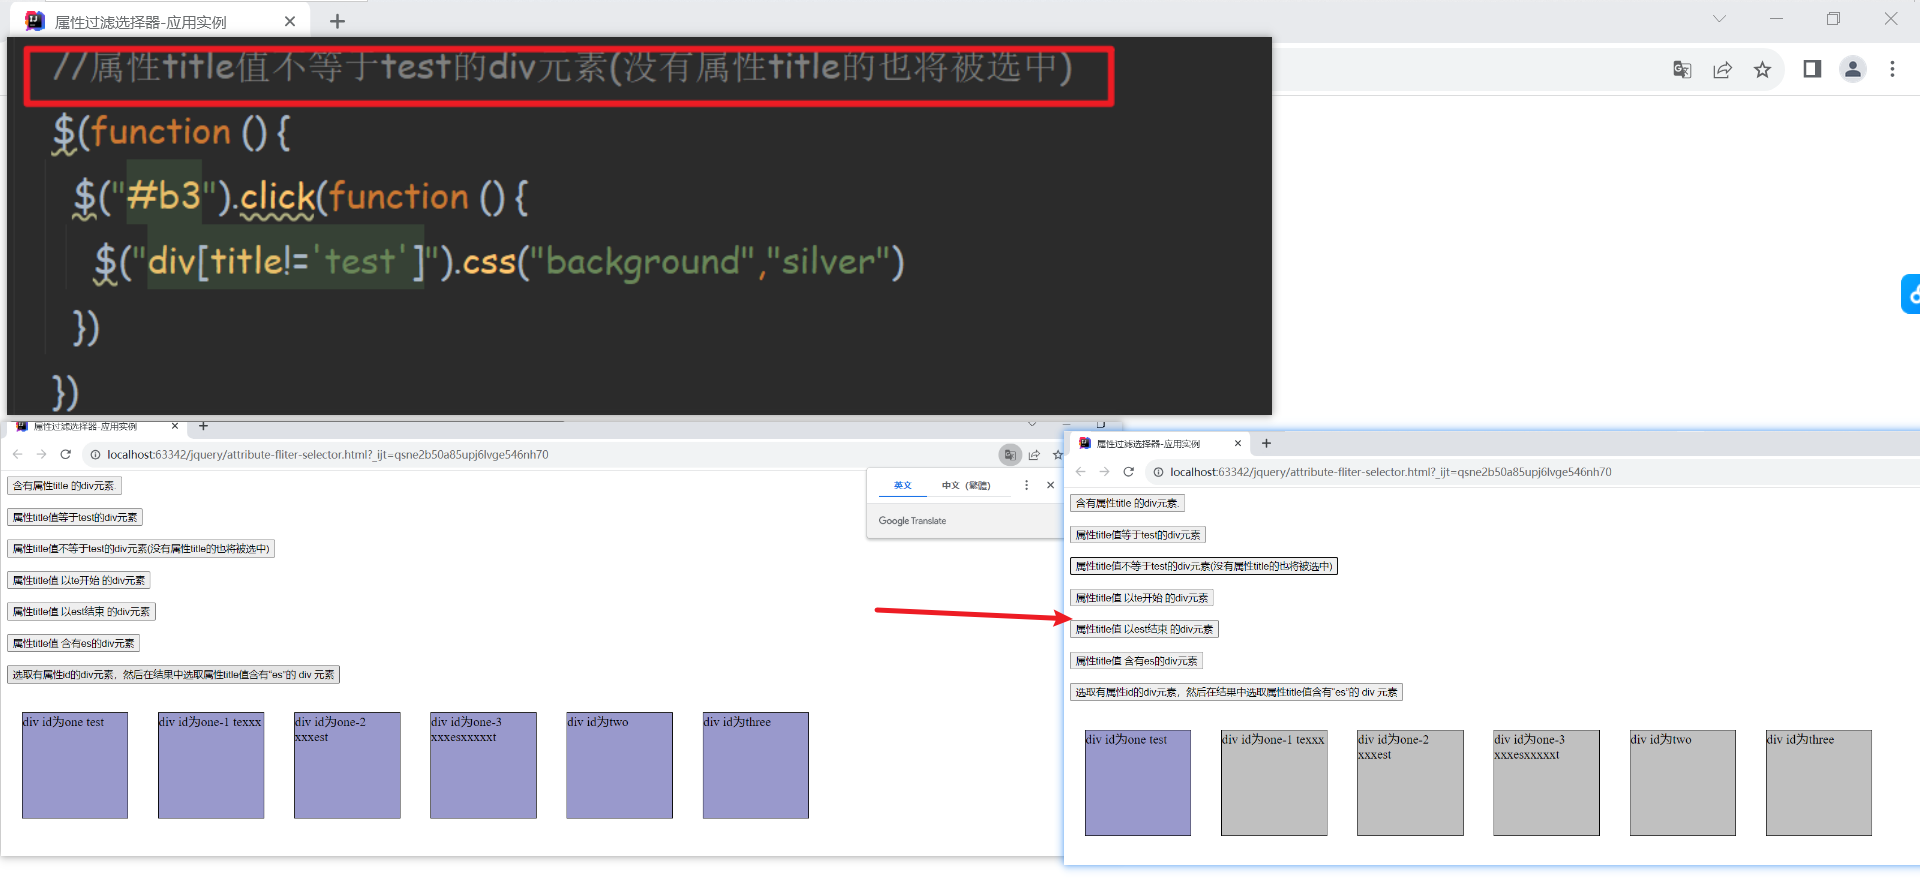 属性过滤选择器-应用实例
//属性title值不等于test的div元素(没有属性title的也将被选中)
$(function () {
$("#b3").click(function () {
$("div[title!='test']").css("background","silver")
})
})
属性过滤选择器-应用实例
localhost:63342/jquery/attribute-fliter-selector.html?_ijt=qsne2b50a85upj6lvge546nh70
英文 中文（繁體）
Google Translate
含有属性title 的div元素.
属性title值等于test的div元素
属性title值不等于test的div元素(没有属性title的也将被选中)
属性title值 以te开始 的div元素
属性title值 以est结束 的div元素
属性title值 含有es的div元素
选取有属性id的div元素，然后在结果中选取属性title值含有"es"的 div 元素
div id为one test
div id为one-1 texxx
div id为one-2
xxxest
div id为one-3
xxxesxxxxxt
div id为two
div id为three
属性过滤选择器-应用实例
localhost:63342/jquery/attribute-fliter-selector.html?_ijt=qsne2b50a85upj6lvge546nh70
含有属性title 的div元素.
属性title值等于test的div元素
属性title值不等于test的div元素(没有属性title的也将被选中)
属性title值 以te开始 的div元素
属性title值 以est结束 的div元素
属性title值 含有es的div元素
选取有属性id的div元素，然后在结果中选取属性title值含有"es"的 div 元素
div id为one test
div id为one-1 texxx
div id为one-2
xxxest
div id为one-3
xxxesxxxxxt
div id为two
div id为three